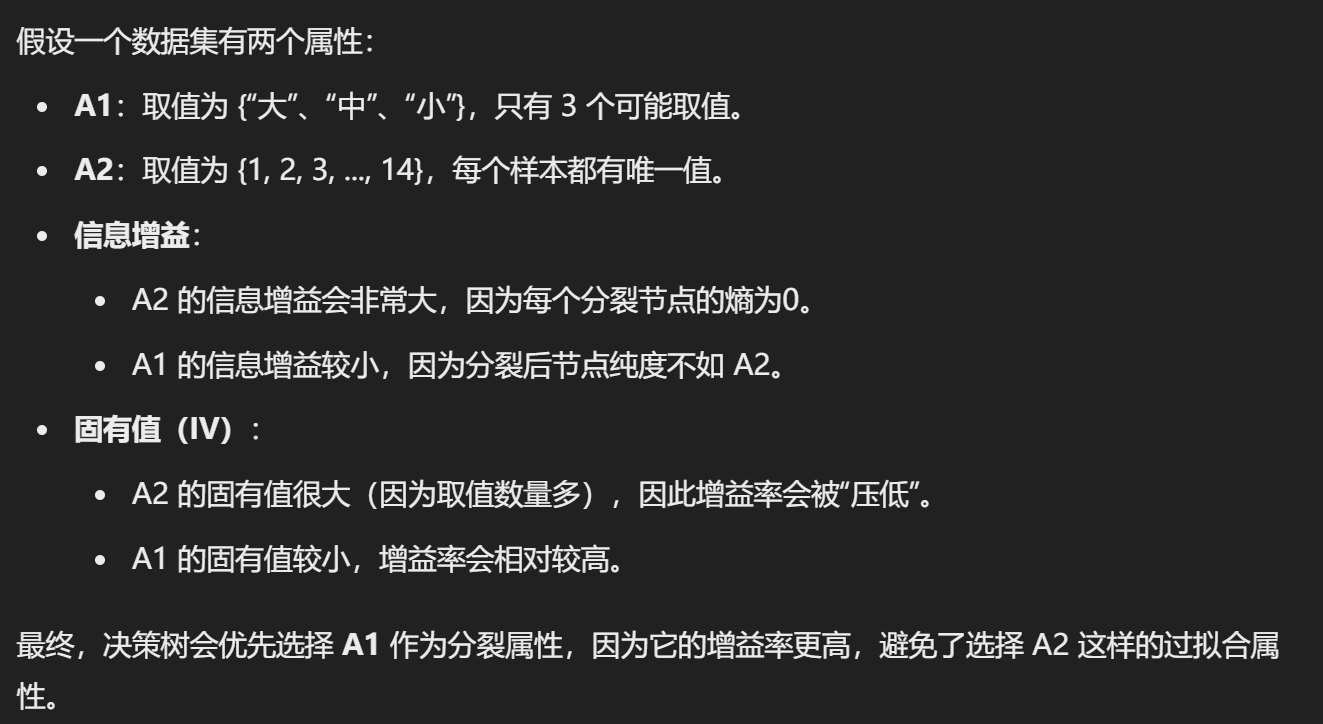 假设一个数据集有两个属性：
A1：取值为 {“大”、“中”、“小”}，只有 3 个可能取值。
A2：取值为 {1, 2, 3, ..., 14}，每个样本都有唯一值。
信息增益：
A2 的信息增益会非常大，因为每个分裂节点的熵为0。
A1 的信息增益较小，因为分裂后节点纯度不如 A2。
固有值（IV）：
A2 的固有值很大（因为取值数量多），因此增益率会被“压低”。
A1 的固有值较小，增益率会相对较高。
最终，决策树会优先选择 A1 作为分裂属性，因为它的增益率更高，避免了选择 A2 这样的过拟合属
性。